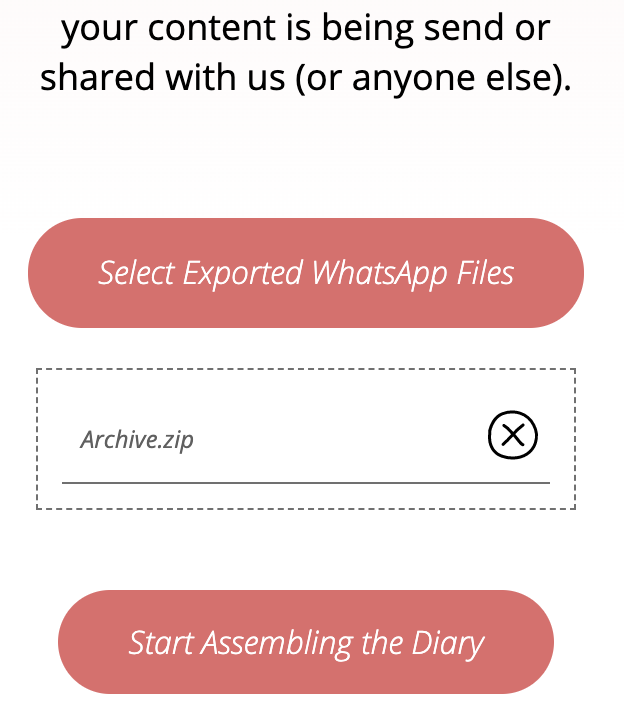 your content is being send or
shared with us (or anyone else).
Select Exported WhatsApp Files
Archive.zip
Start Assembling the Diary